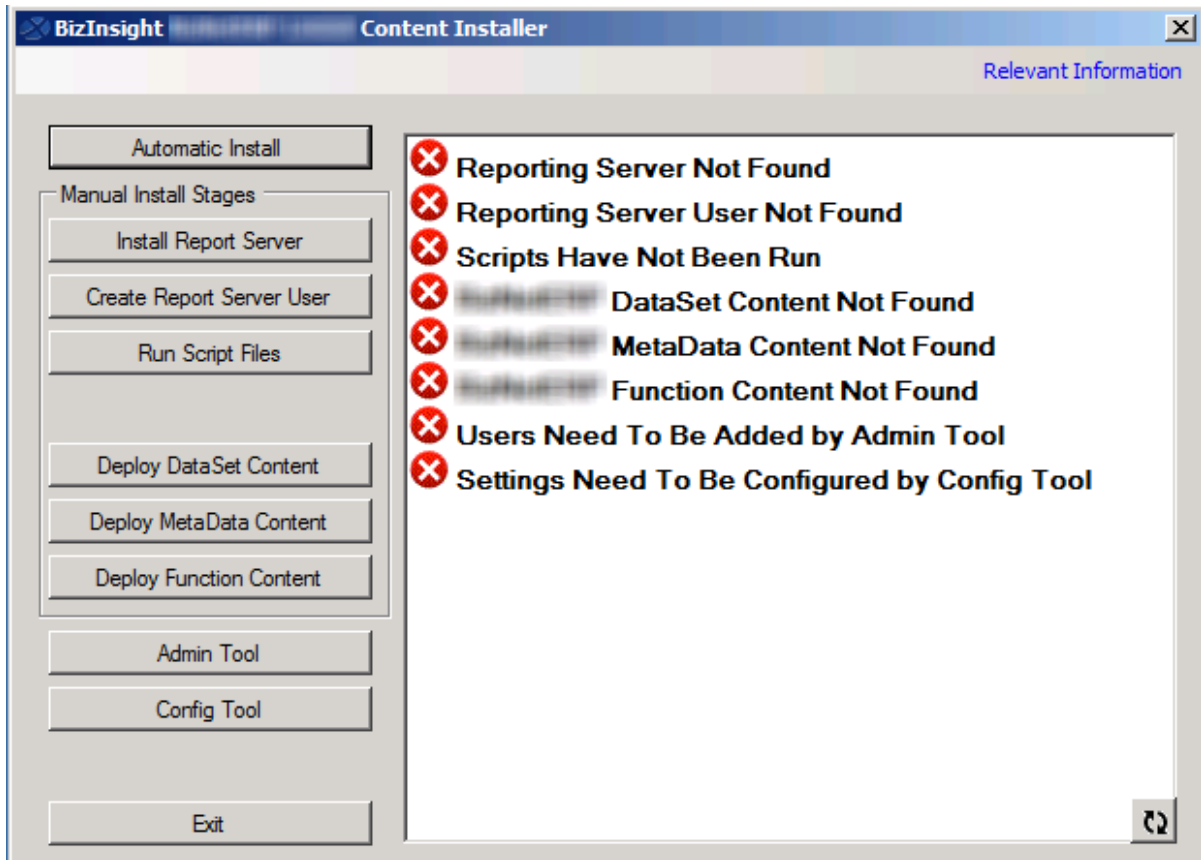 BizInsight Content Installer
Relevant Information
Automatic Install
Manual Install Stages
Install Report Server
Create Report Server User
Run Script Files
Deploy DataSet Content
Deploy MetaData Content
Deploy Function Content
Admin Tool
Config Tool
Exit
Reporting Server Not Found
Reporting Server User Not Found
Scripts Have Not Been Run
DataSet Content Not Found
MetaData Content Not Found
Function Content Not Found
Users Need To Be Added by Admin Tool
Settings Need To Be Configured by Config Tool